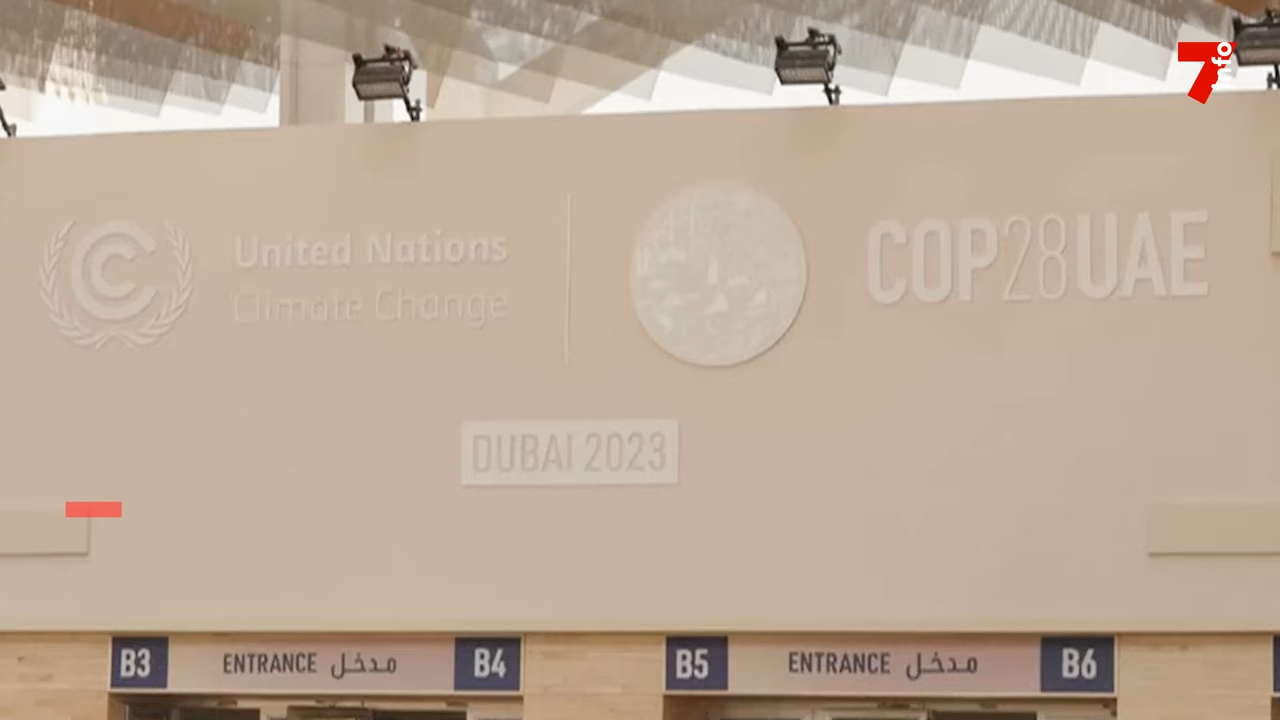 7info
United Nations
Climate Change
COP28UAE
DUBAI 2023
B3 ENTRANCE مدخل B4
B5 ENTRANCE مدخل B6